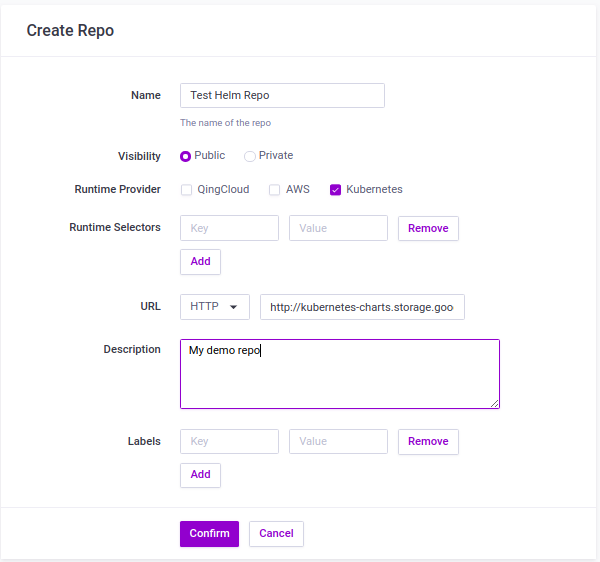 Create Repo
Name Test Helm Repo
The name of the repo
Visibility Public Private
Runtime Provider QingCloud AWS Kubernetes
Runtime Selectors Key Value Remove
Add
URL HTTP http://kubernetes-charts.storage.goo
Description My demo repo
Labels Key Value Remove
Add
Confirm Cancel